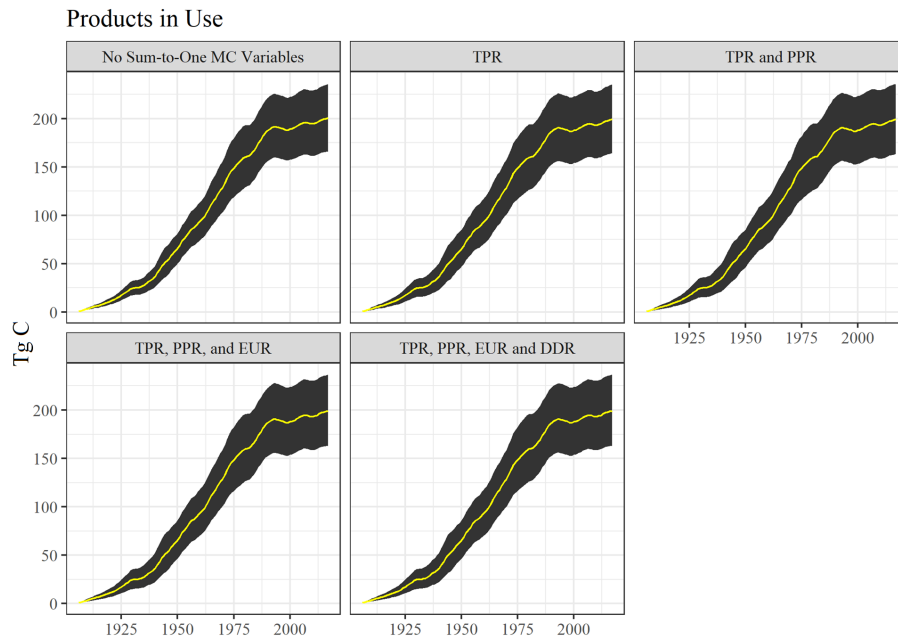 Products in Use
No Sum-to-One MC Variables
TPR
TPR and PPR
200
150
100
50
0
1925 1950 1975 2000
Tg C
TPR, PPR, and EUR
TPR, PPR, EUR and DDR
200
150
100
50
0
1925 1950 1975 2000
1925 1950 1975 2000